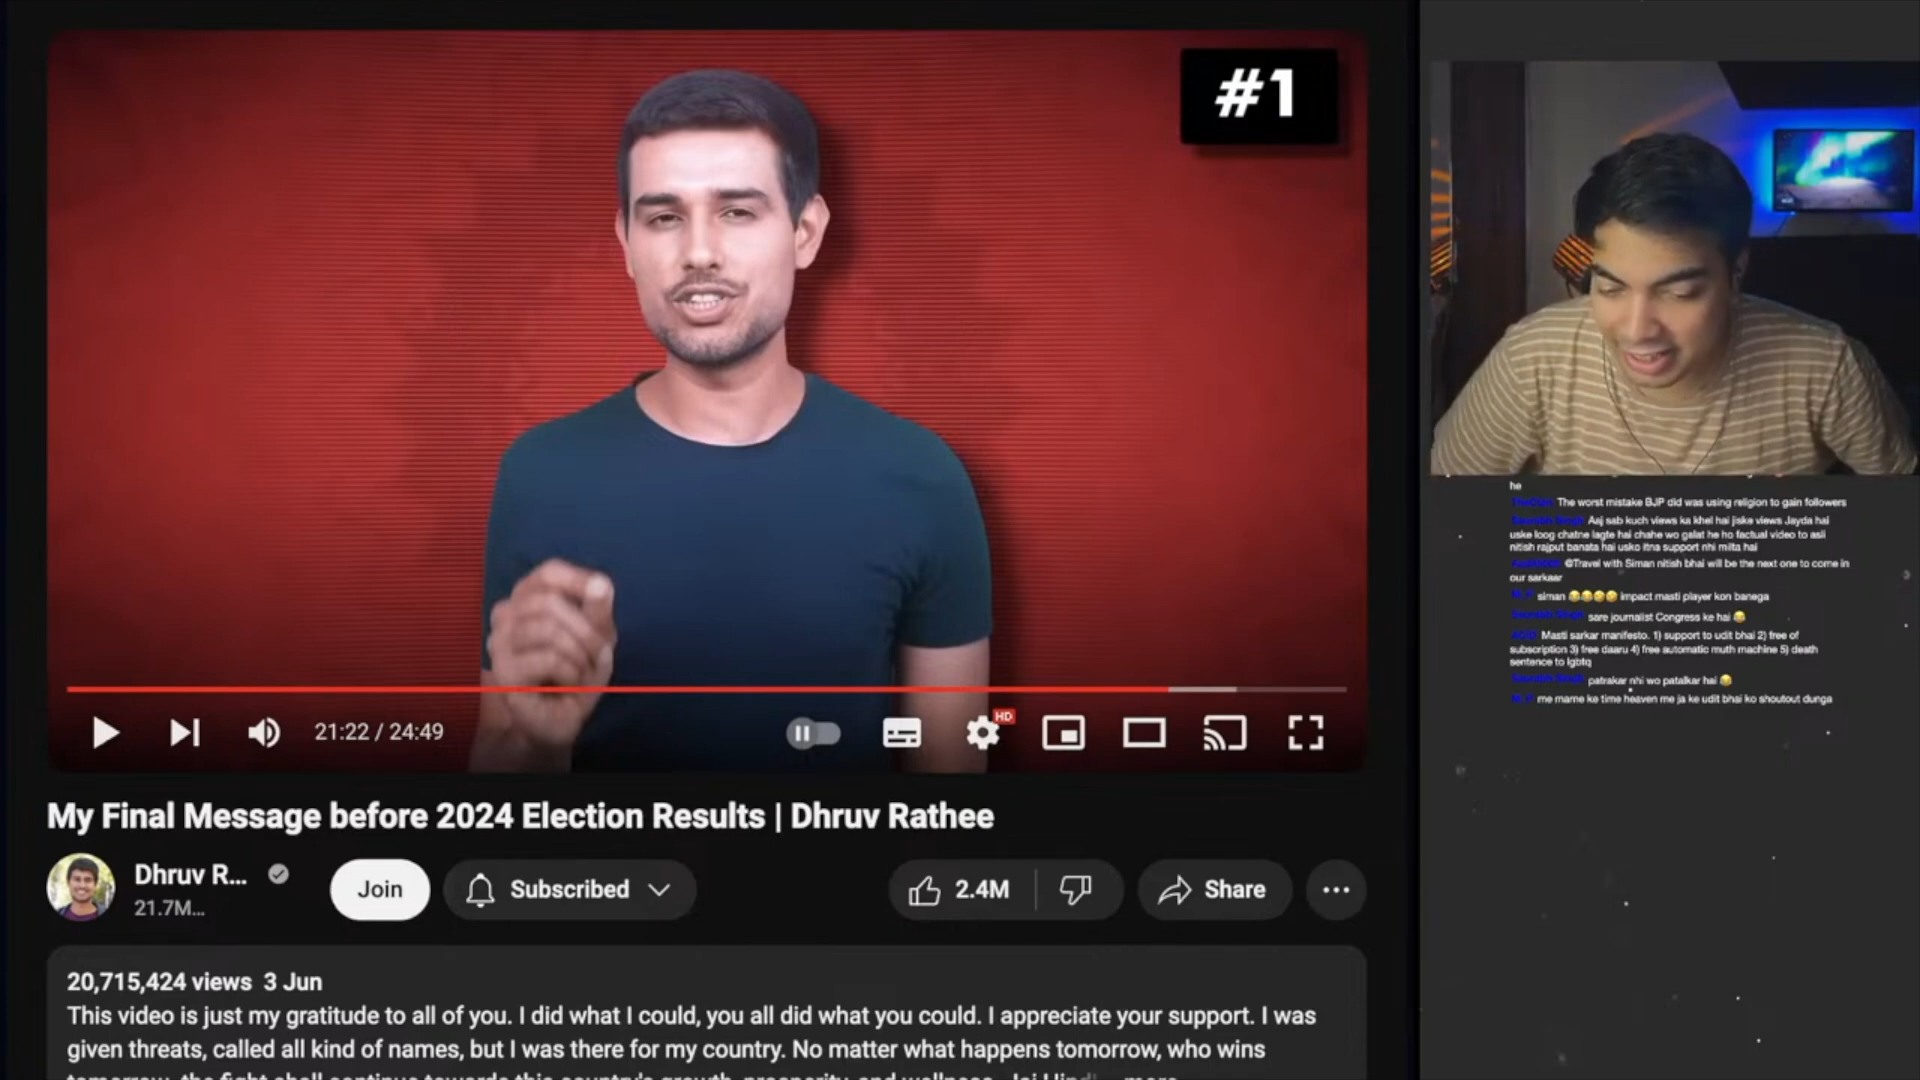 #1
21:22 / 24:49
HD
My Final Message before 2024 Election Results | Dhruv Rathee
Dhruv R...
21.7M...
Join
Subscribed
2.4M
Share
20,715,424 views 3 Jun
This video is just my gratitude to all of you. I did what I could, you all did what you could. I appreciate your support. I was
given threats, called all kind of names, but I was there for my country. No matter what happens tomorrow, who wins
he
The worst mistake BJP did was using religion to gain followers
Aaj sab kuch views ka khel hai jiske views Jayda hai
uske loog chatne lagte hai chahe wo galat he ho factual video to asli
nitish rajput banata hai usko itna support nhi milta hai
@Travel with Siman nitish bhai will be the next one to come in
our sarkaar
siman 😂😂🤣🤣 impact masti player kon banega
sare journalist Congress ke hai 😂
Masti sarkar manifesto. 1) support to udit bhai 2) free of
subscription 3) free daaru 4) free automatic muth machine 5) death
sentence to lgbtq
patrakar nhi wo patalkar hai 😂
me marne ke time heaven me ja ke udit bhai ko shoutout dunga